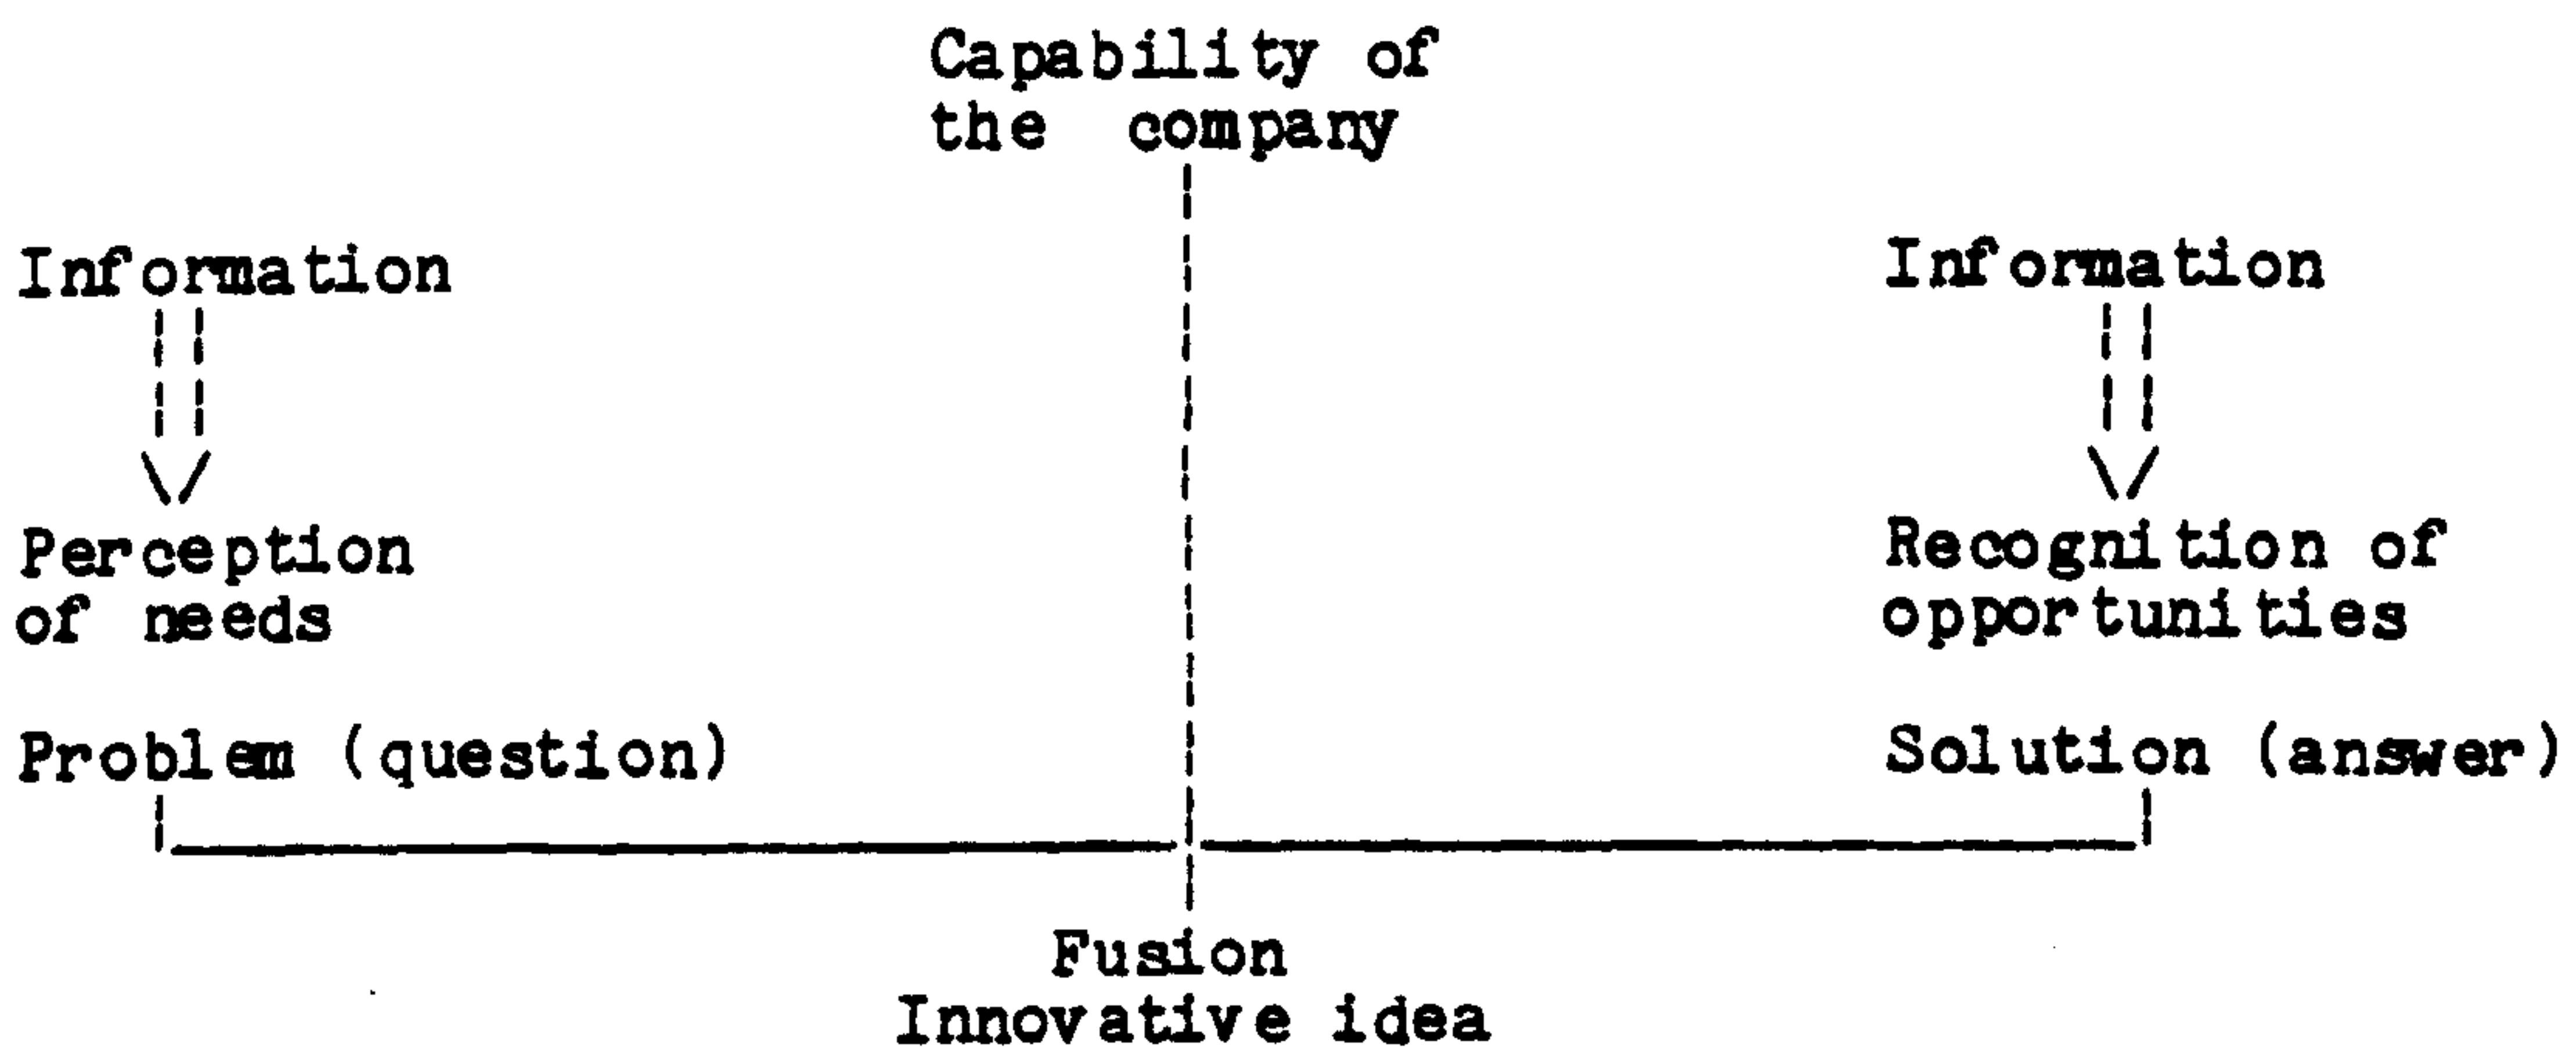 Capability of
the company
Information
Information
Perception
of needs
Recognition of
opportunities
Problem (question)
Solution (answer)
Fusion
Innovative idea